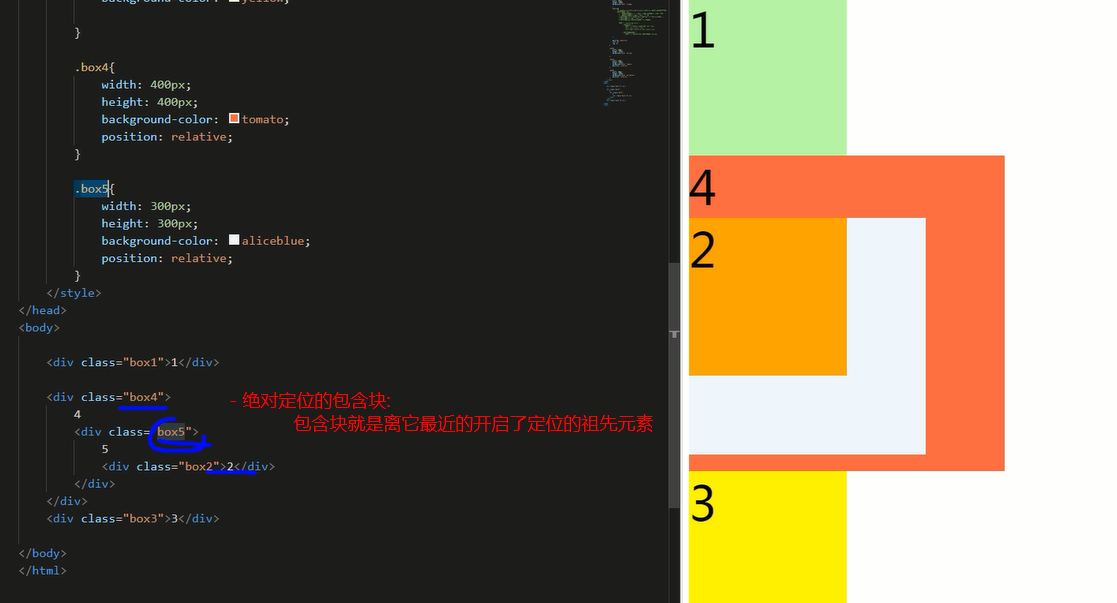 background-color: yellow;
}
.box4{
width: 400px;
height: 400px;
background-color: tomato;
position: relative;
}
.box5{
width: 300px;
height: 300px;
background-color: aliceblue;
position: relative;
}
</style>
</head>
<body>
<div class="box1">1</div>
<div class="box4">
4
<div class="box5">
5
<div class="box2">2</div>
</div>
</div>
<div class="box3">3</div>
</body>
</html>
- 绝对定位的包含块:
包含块就是离它最近的开启了定位的祖先元素
1
4
2
3